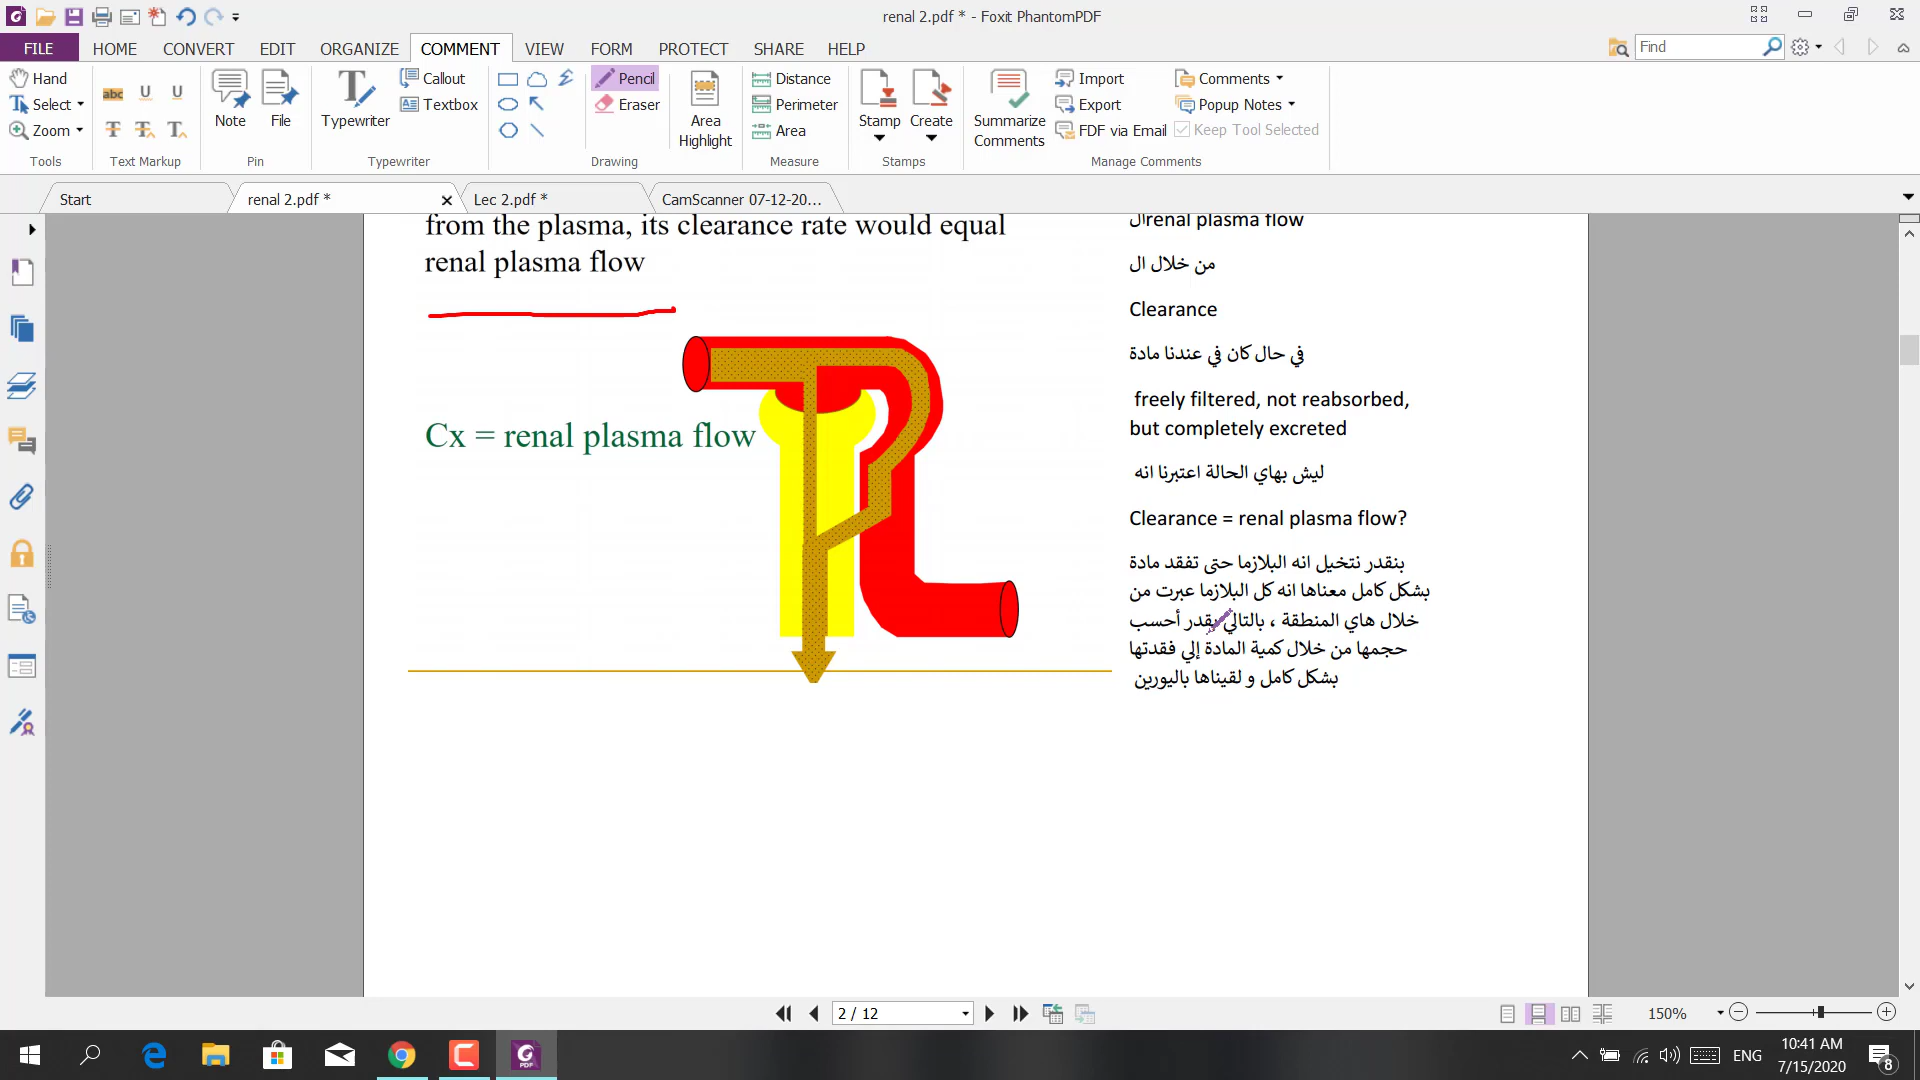 renal 2.pdf * - Foxit PhantomPDF
FILE HOME CONVERT EDIT ORGANIZE COMMENT VIEW FORM PROTECT SHARE HELP
Find
Hand
Select
Zoom
Tools
abc U U
T T T
Text Markup
Note
File
Pin
Typewriter
Callout
Textbox
Typewriter
Pencil
Eraser
Area Highlight
Drawing
Distance
Perimeter
Area
Measure
Stamp
Create
Stamps
Summarize Comments
Import
Export
FDF via Email
Comments
Popup Notes
Keep Tool Selected
Manage Comments
Start
renal 2.pdf *
Lec 2.pdf *
CamScanner 07-12-20...
from the plasma, its clearance rate would equal
renal plasma flow
Cx = renal plasma flow
الrenal plasma flow
من خلال ال
Clearance
في حال كان في عندنا مادة
freely filtered, not reabsorbed,
but completely excreted
ليش بهاي الحالة اعتبرنا انه
Clearance = renal plasma flow?
بنقدر نتخيل انه البلازما حتى تفقد مادة
بشكل كامل معناها انه كل البلازما عبرت من
خلال هاي المنطقة ، بالتالي بقدر أحسب
حجمها من خلال كمية المادة إلي فقدتها
بشكل كامل و لقيناها باليورين
2 / 12
150%
PDF
ENG
10:41 AM
7/15/2020
8